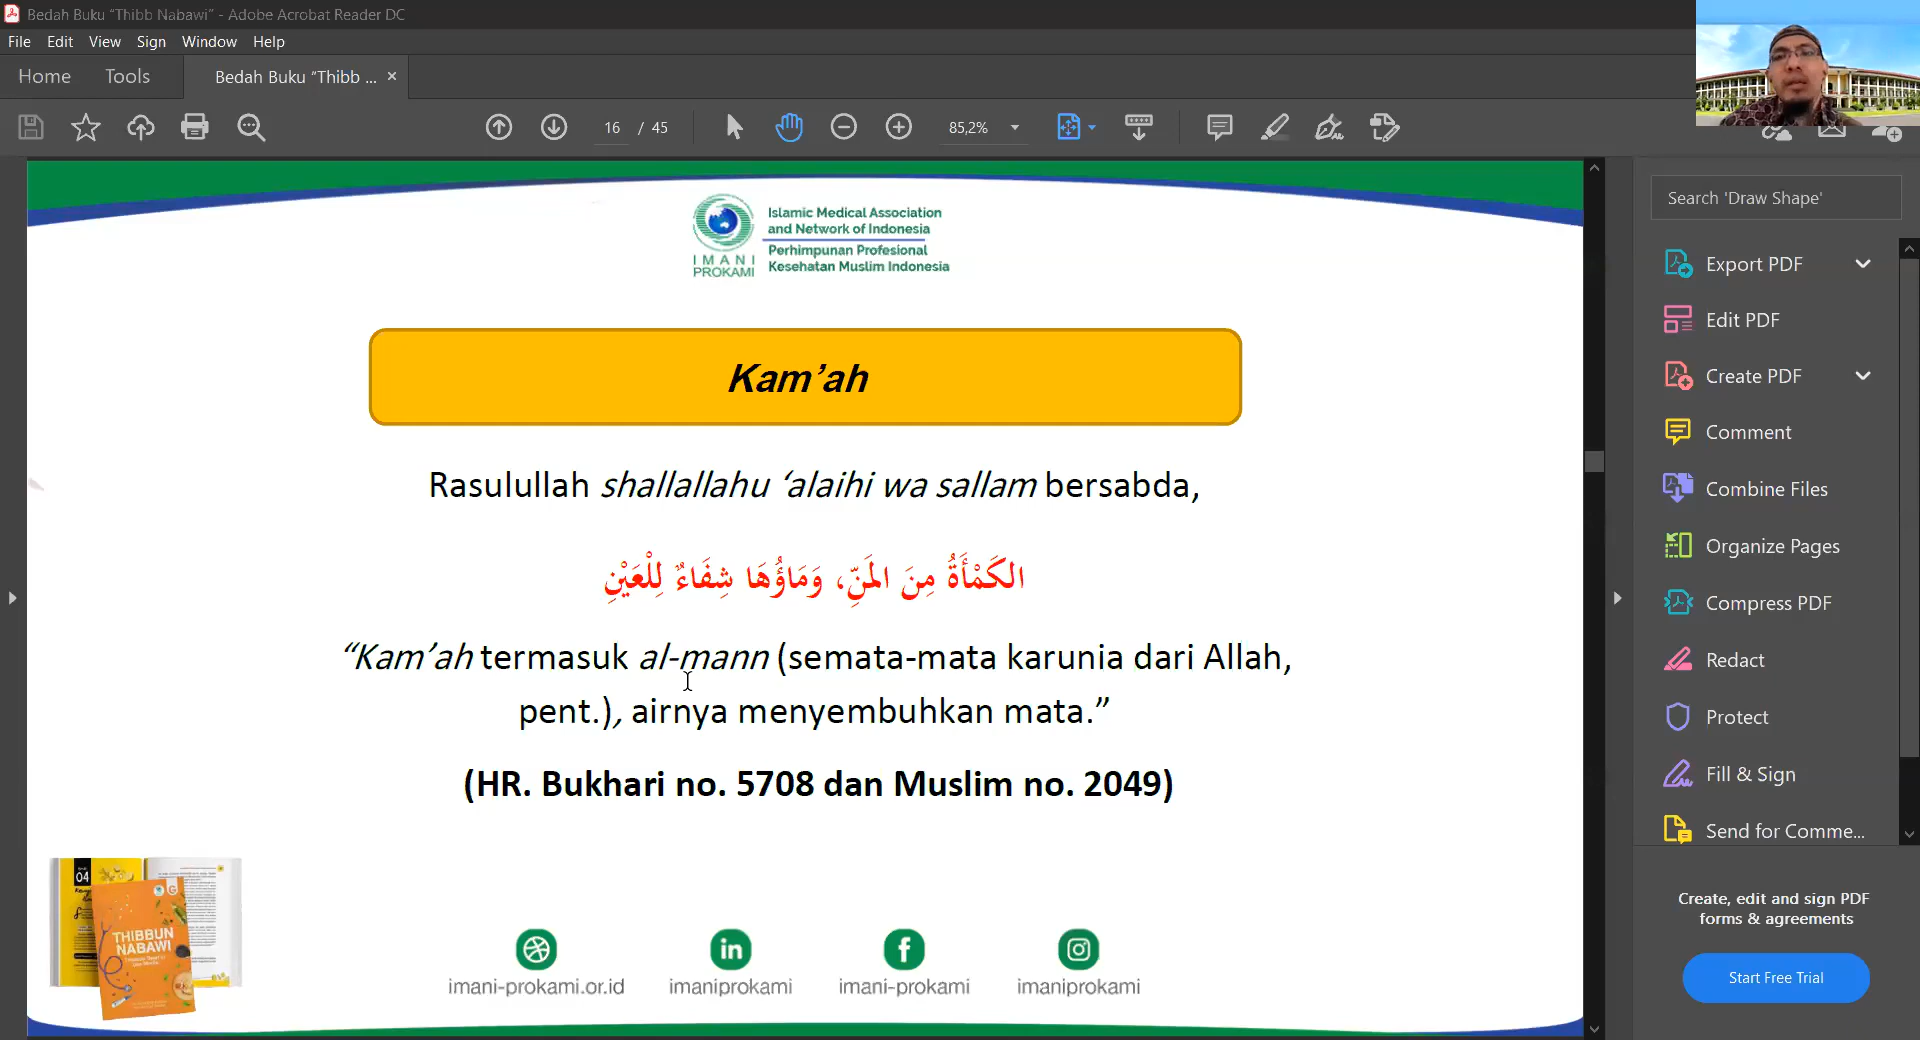 Bedah Buku “Thibb Nabawi” - Adobe Acrobat Reader DC
File Edit View Sign Window Help
Home Tools Bedah Buku “Thibb ... ×
16 / 45 85,2%
Islamic Medical Association
and Network of Indonesia
Perhimpunan Profesional
Kesehatan Muslim Indonesia
IMANI
PROKAMI
Kam’ah
Rasulullah shallallahu ‘alaihi wa sallam bersabda,
الكَمْأَةُ مِنَ المَنِّ، وَمَاؤُهَا شِفَاءٌ لِلْعَيْنِ
“Kam’ah termasuk al-mann (semata-mata karunia dari Allah,
pent.), airnya menyembuhkan mata.”
(HR. Bukhari no. 5708 dan Muslim no. 2049)
04
THIBBUN
NABAWI
imani-prokami.or.id imaniprokami imani-prokami imaniprokami
Search 'Draw Shape'
Export PDF
Edit PDF
Create PDF
Comment
Combine Files
Organize Pages
Compress PDF
Redact
Protect
Fill & Sign
Send for Comme...
Create, edit and sign PDF
forms & agreements
Start Free Trial